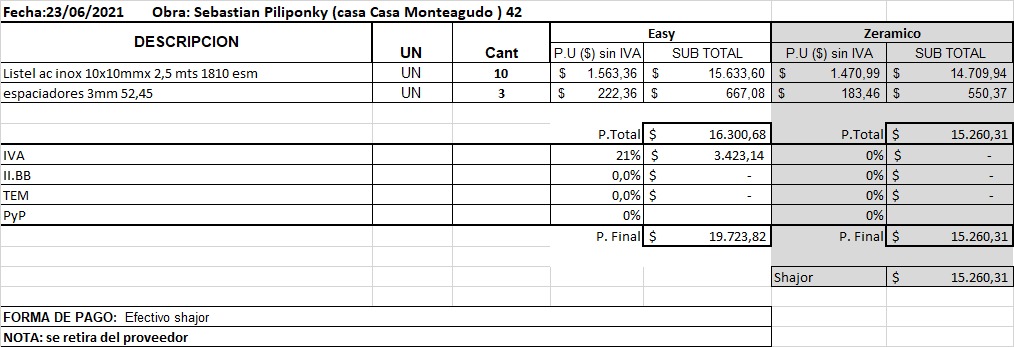 Fecha:23/06/2021 Obra: Sebastian Piliponky (casa Casa Monteagudo ) 42
DESCRIPCION UN Cant Easy Zeramico
P.U ($) sin IVA SUB TOTAL P.U ($) sin IVA SUB TOTAL
Listel ac inox 10x10mmx 2,5 mts 1810 esm UN 10 $ 1.563,36 $ 15.633,60 $ 1.470,99 $ 14.709,94
espaciadores 3mm 52,45 UN 3 $ 222,36 $ 667,08 $ 183,46 $ 550,37
P.Total $ 16.300,68 P.Total $ 15.260,31
IVA 21% $ 3.423,14 0% $ -
II.BB 0,0% $ - 0% $ -
TEM 0,0% $ - 0% $ -
PyP 0% 0%
P. Final $ 19.723,82 P. Final $ 15.260,31
Shajor $ 15.260,31
FORMA DE PAGO: Efectivo shajor
NOTA: se retira del proveedor